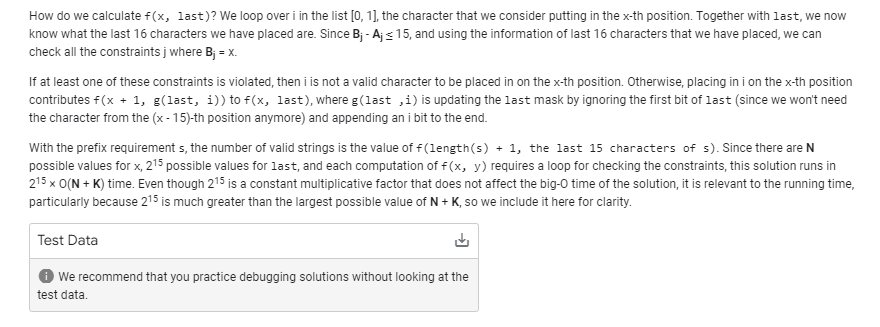 How do we calculate f(x, last)? We loop over i in the list [0, 1], the character that we consider putting in the x-th position. Together with last, we now
know what the last 16 characters we have placed are. Since Bj - Aj ≤ 15, and using the information of last 16 characters that we have placed, we can
check all the constraints j where Bj = x.
If at least one of these constraints is violated, then i is not a valid character to be placed in on the x-th position. Otherwise, placing in i on the x-th position
contributes f(x + 1, g(last, i)) to f(x, last), where g(last ,i) is updating the last mask by ignoring the first bit of last (since we won't need
the character from the (x - 15)-th position anymore) and appending an i bit to the end.
With the prefix requirement s, the number of valid strings is the value of f(length(s) + 1, the last 15 characters of s). Since there are N
possible values for x, 2^15 possible values for last, and each computation of f(x, y) requires a loop for checking the constraints, this solution runs in
2^15 x O(N + K) time. Even though 2^15 is a constant multiplicative factor that does not affect the big-O time of the solution, it is relevant to the running time,
particularly because 2^15 is much greater than the largest possible value of N + K, so we include it here for clarity.
Test Data
We recommend that you practice debugging solutions without looking at the
test data.